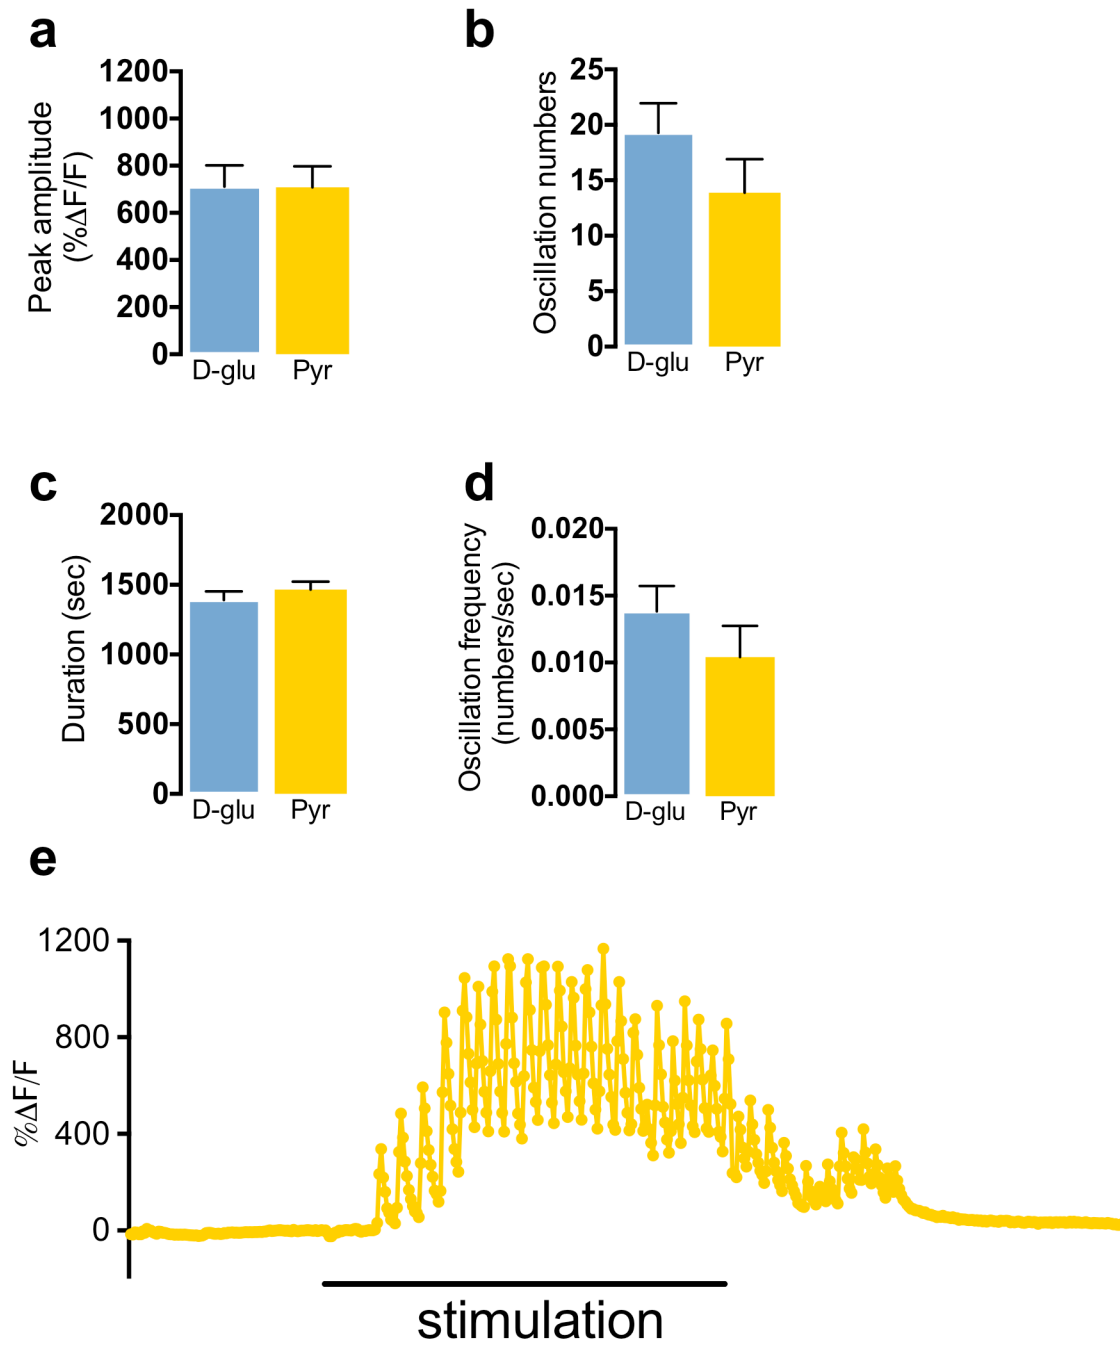 a
Peak amplitude
(%ΔF/F)
1200
1000
800
600
400
200
0
D-glu Pyr
b
Oscillation numbers
25
20
15
10
5
0
D-glu Pyr
c
Duration (sec)
2000
1500
1000
500
0
D-glu Pyr
d
Oscillation frequency
(numbers/sec)
0.020
0.015
0.010
0.005
0.000
D-glu Pyr
e
%ΔF/F
1200
800
400
0
stimulation